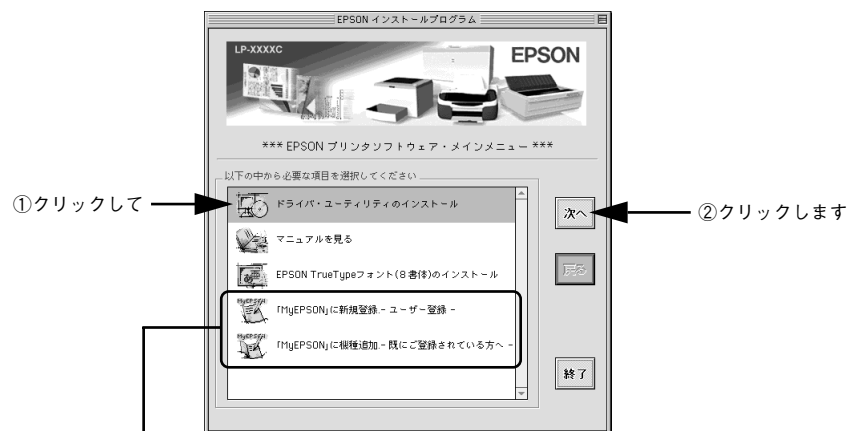 EPSON インストールプログラム
LP-XXXXC
EPSON
*** EPSON プリンタソフトウェア・メインメニュー ***
以下の中から必要な項目を選択してください
①クリックして
ドライバ・ユーティリティのインストール
次へ
②クリックします
マニュアルを見る
EPSON TrueTypeフォント(8書体)のインストール
戻る
MyEPSON
「MyEPSON」に新規登録.- ユーザー登録 -
MyEPSON
「MyEPSON」に機種追加.- 既にご登録されている方へ -
終了